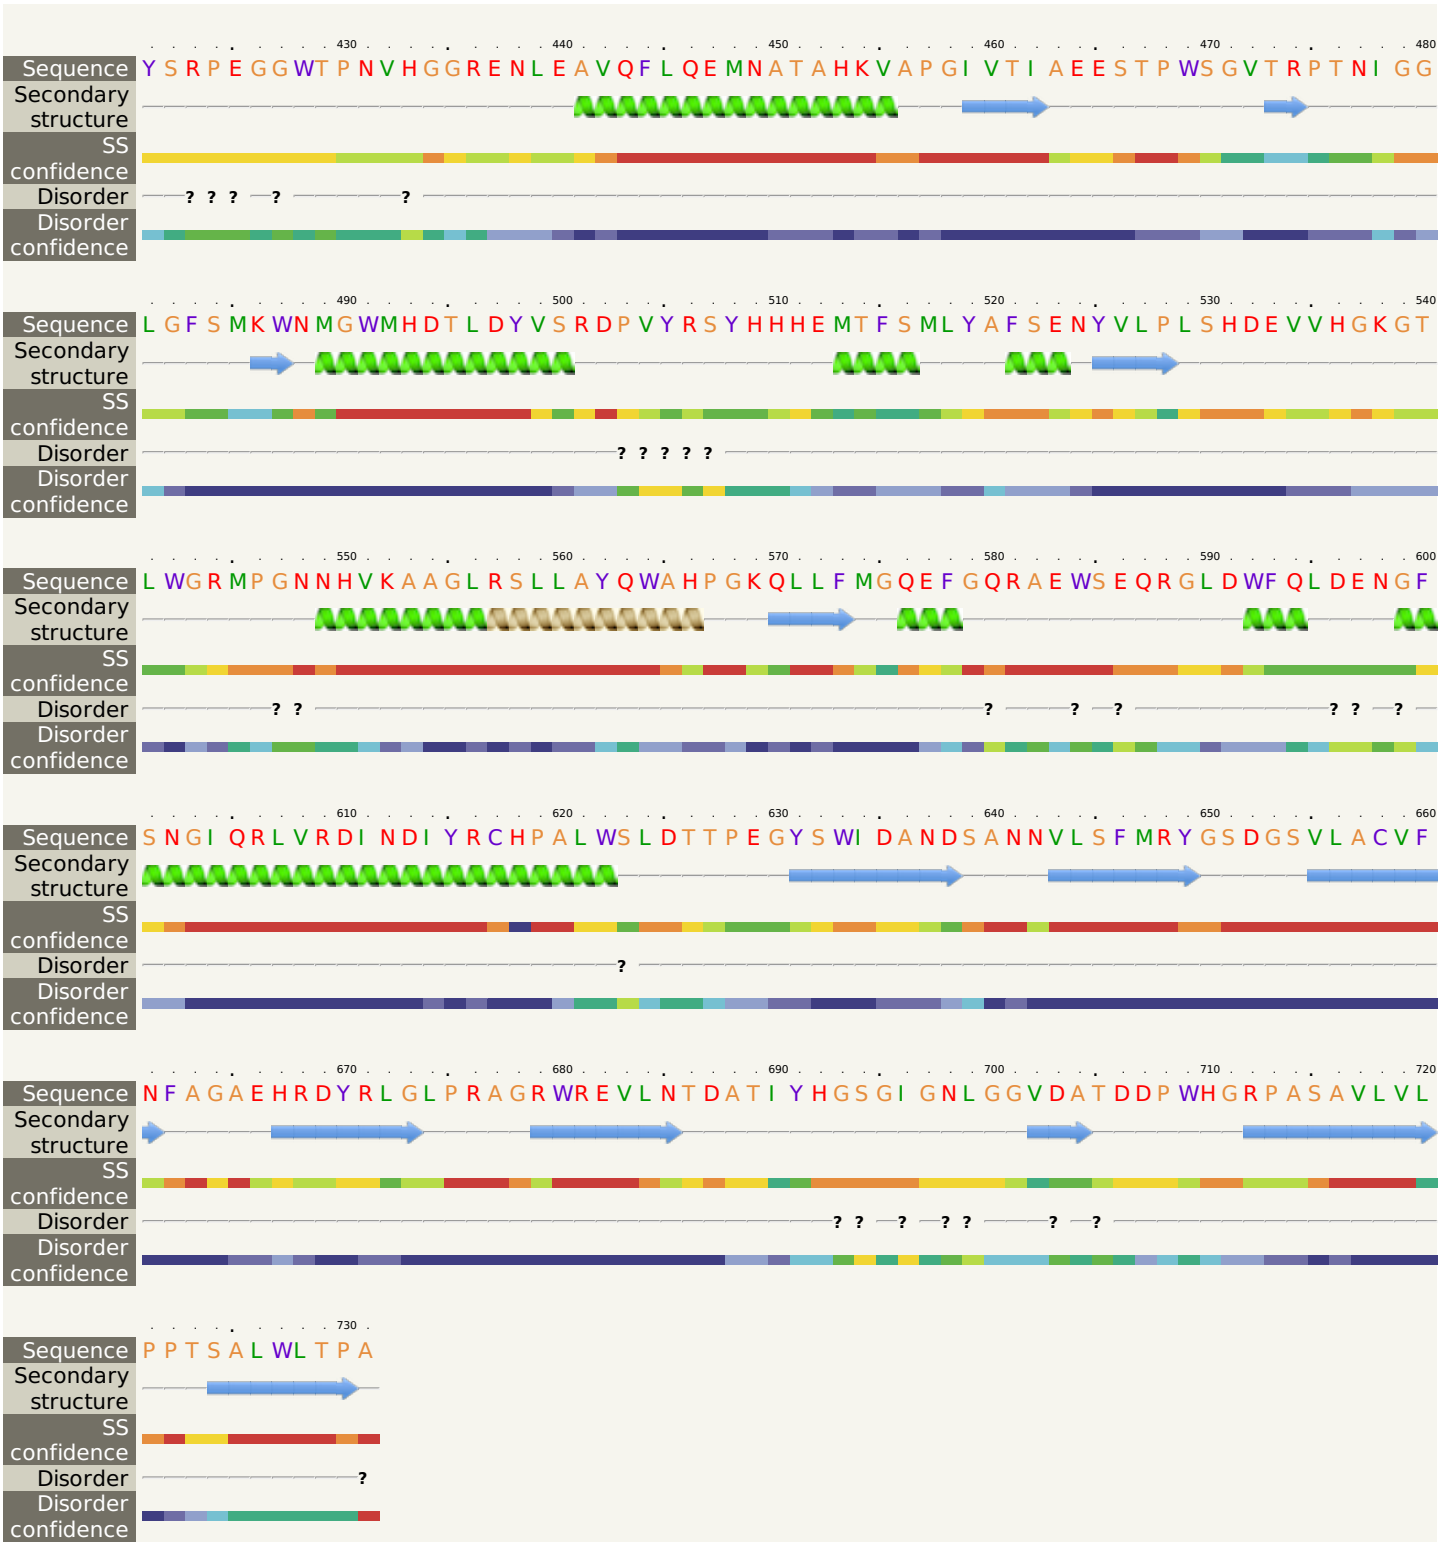 430 440 450 460 470 480
Sequence Y S R P E G G W T P N V H G G R E N L E A V Q F L Q E M N A T A H K V A P G I V T I A E E S T P W S G V T R P T N I G G
Secondary
structure
SS
confidence
Disorder ? ? ? ? ?
Disorder
confidence
490 500 510 520 530 540
Sequence L G F S M K W N M G W M H D T L D Y V S R D P V Y R S Y H H H E M T F S M L Y A F S E N Y V L P L S H D E V V H G K G T
Secondary
structure
SS
confidence
Disorder ? ? ? ? ?
Disorder
confidence
550 560 570 580 590 600
Sequence L W G R M P G N N H V K A A G L R S L L A Y Q W A H P G K Q L L F M G Q E F G Q R A E W S E Q R G L D W F Q L D E N G F
Secondary
structure
SS
confidence
Disorder ? ? ? ? ? ? ? ?
Disorder
confidence
610 620 630 640 650 660
Sequence S N G I Q R L V R D I N D I Y R C H P A L W S L D T T P E G Y S W I D A N D S A N N V L S F M R Y G S D G S V L A C V F
Secondary
structure
SS
confidence
Disorder ?
Disorder
confidence
670 680 690 700 710 720
Sequence N F A G A E H R D Y R L G L P R A G R W R E V L N T D A T I Y H G S G I G N L G G V D A T D D P W H G R P A S A V L V L
Secondary
structure
SS
confidence
Disorder ? ? ? ? ? ? ?
Disorder
confidence
730
Sequence P P T S A L W L T P A
Secondary
structure
SS
confidence
Disorder ?
Disorder
confidence